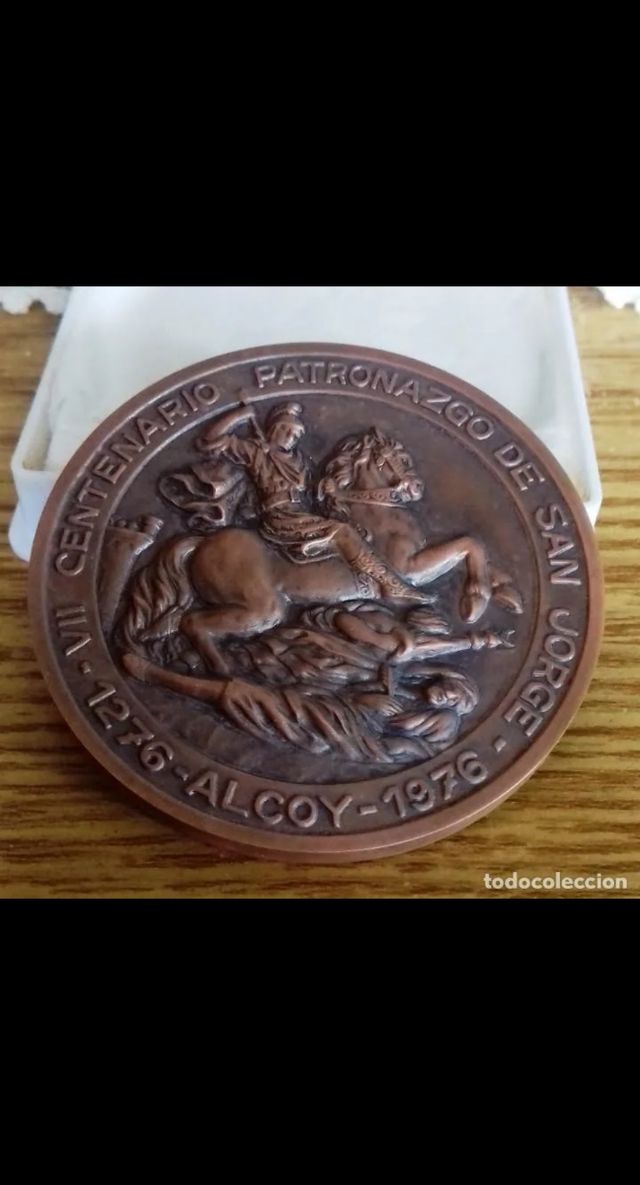 VII CENTENARIO PATRONAZGO DE SAN JORGE -
1276 - ALCOY - 1976
todocoleccion